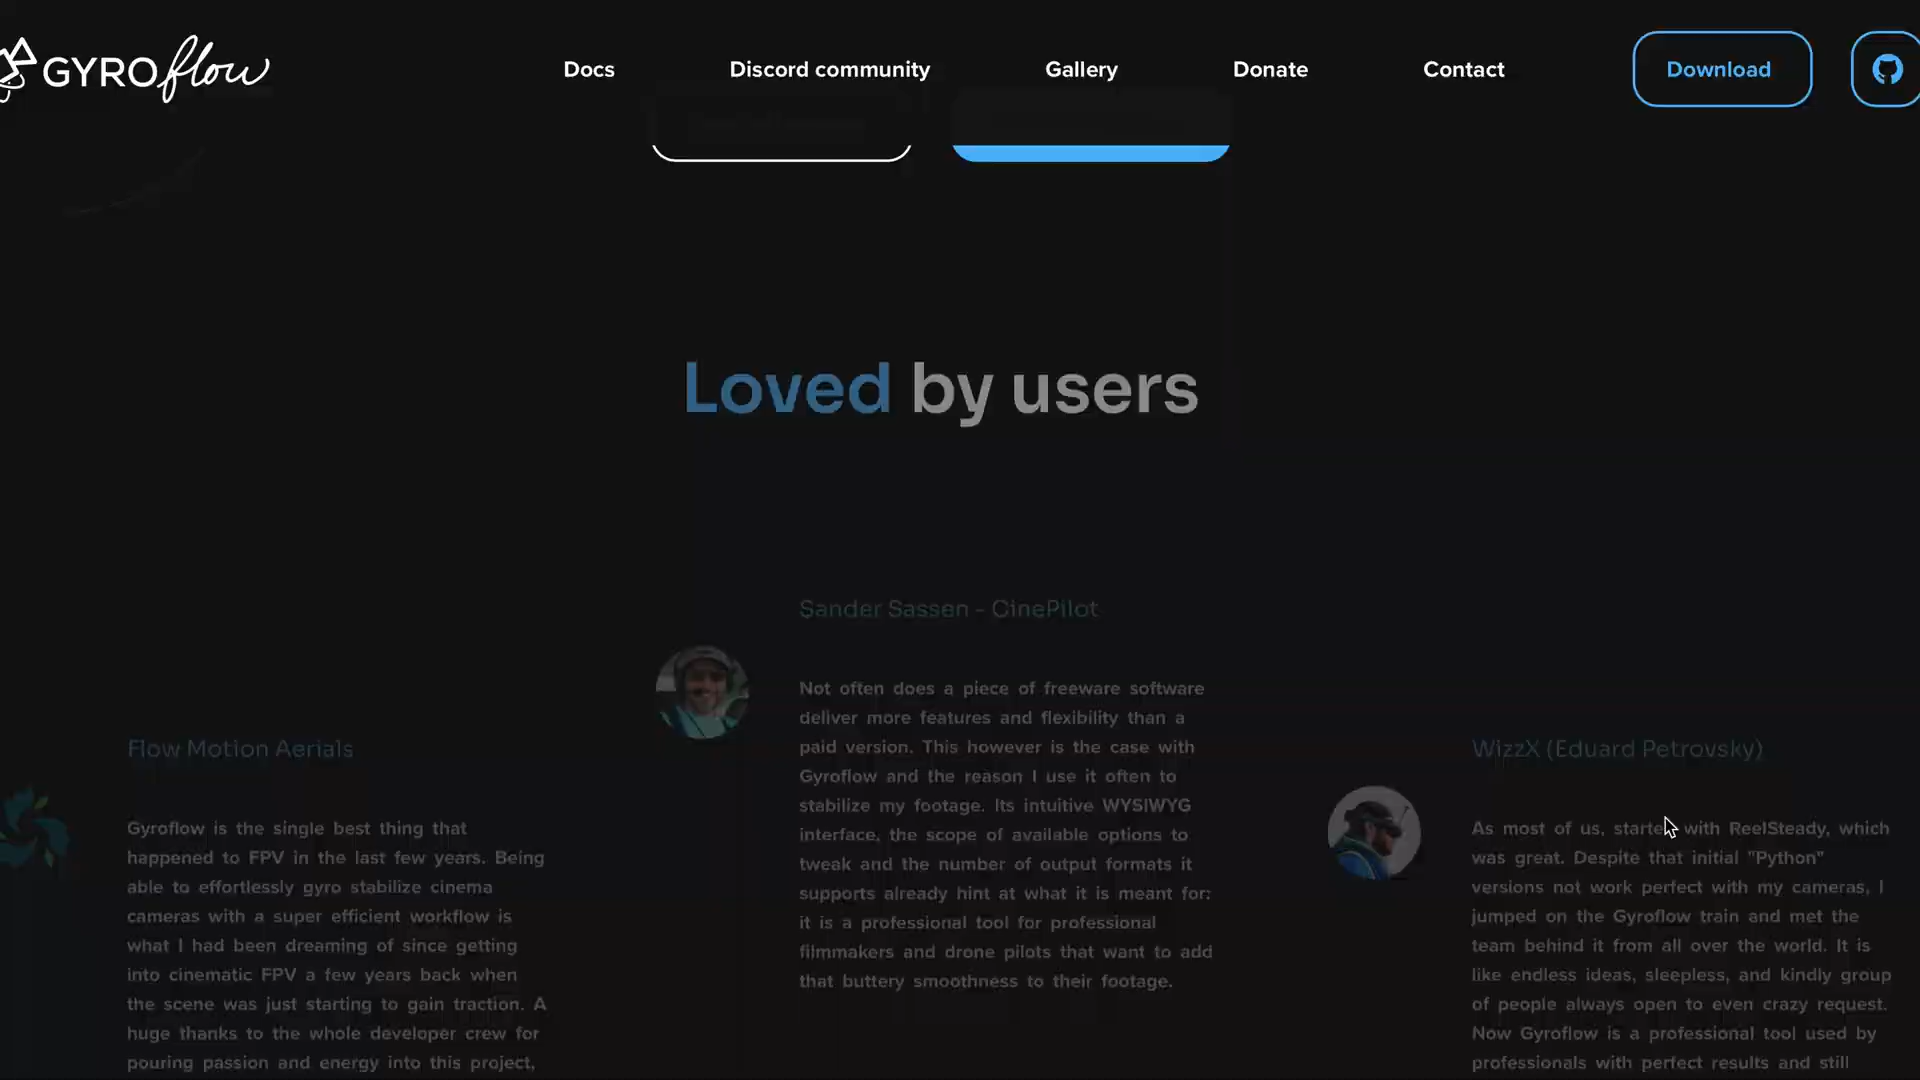 GYROflow
Docs
Discord community
Gallery
Donate
Contact
Download
Loved by users
Flow Motion Aerials
Gyroflow is the single best thing that
happened to FPV in the last few years. Being
able to effortlessly gyro stabilize cinema
cameras with a super efficient workflow is
what I had been dreaming of since getting
into cinematic FPV a few years back when
the scene was just starting to gain traction. A
huge thanks to the whole developer crew for
pouring passion and energy into this project,
Sander Sassen - CinePilot
Not often does a piece of freeware software
deliver more features and flexibility than a
paid version. This however is the case with
Gyroflow and the reason I use it often to
stabilize my footage. Its intuitive WYSIWYG
interface, the scope of available options to
tweak and the number of output formats it
supports already hint at what it is meant for:
it is a professional tool for professional
filmmakers and drone pilots that want to add
that buttery smoothness to their footage.
WizzX (Eduard Petrovsky)
As most of us, started with ReelSteady, which
was great. Despite that initial "Python"
versions not work perfect with my cameras, I
jumped on the Gyroflow train and met the
team behind it from all over the world. It is
like endless ideas, sleepless, and kindly group
of people always open to even crazy request.
Now Gyroflow is a professional tool used by
professionals with perfect results and still